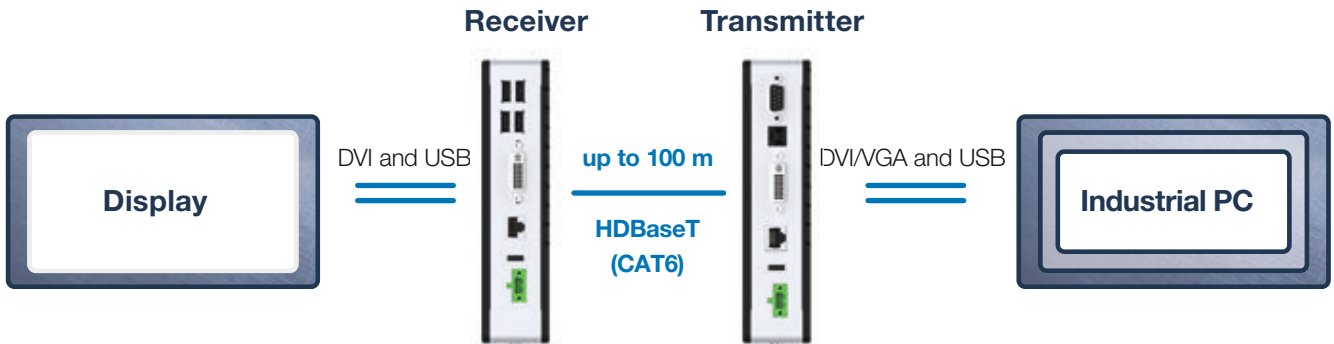 Receiver
Transmitter
Display
DVI and USB
up to 100 m
HDBaseT
(CAT6)
DVI/VGA and USB
Industrial PC